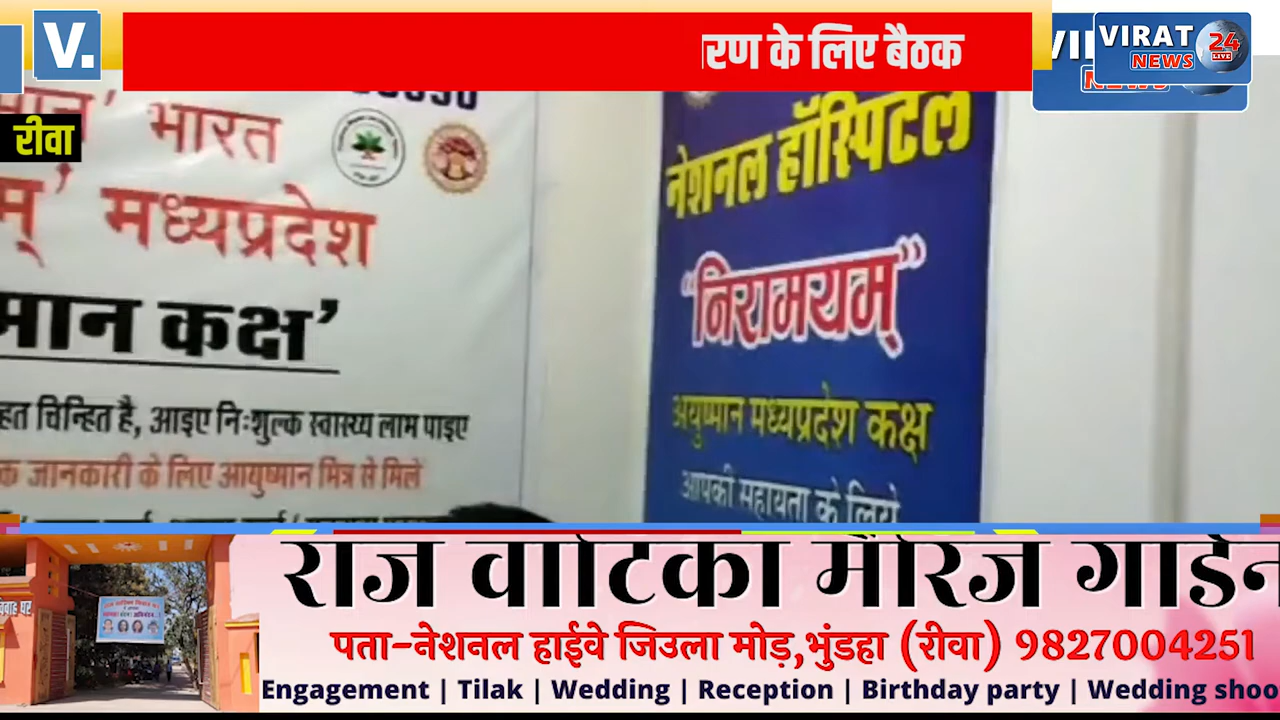 V.
रण के लिए बैठक
VIRAT
NEWS
24
LIVE
रीवा
भारत
मध्यप्रदेश
मान कक्ष’
हत चिन्हित है, आइए निःशुल्क स्वास्थ्य लाभ पाइए
जानकारी के लिए आयुष्मान मित्र से मिलें
नेशनल हॉस्पिटल
“निरामयम्”
आयुष्मान मध्यप्रदेश कक्ष
आपकी सहायता के लिये
राज वाटिका मैरिज गार्डन
पता-नेशनल हाईवे जिउला मोड़,भुंडहा (रीवा) 9827004251
Engagement | Tilak | Wedding | Reception | Birthday party | Wedding shoo